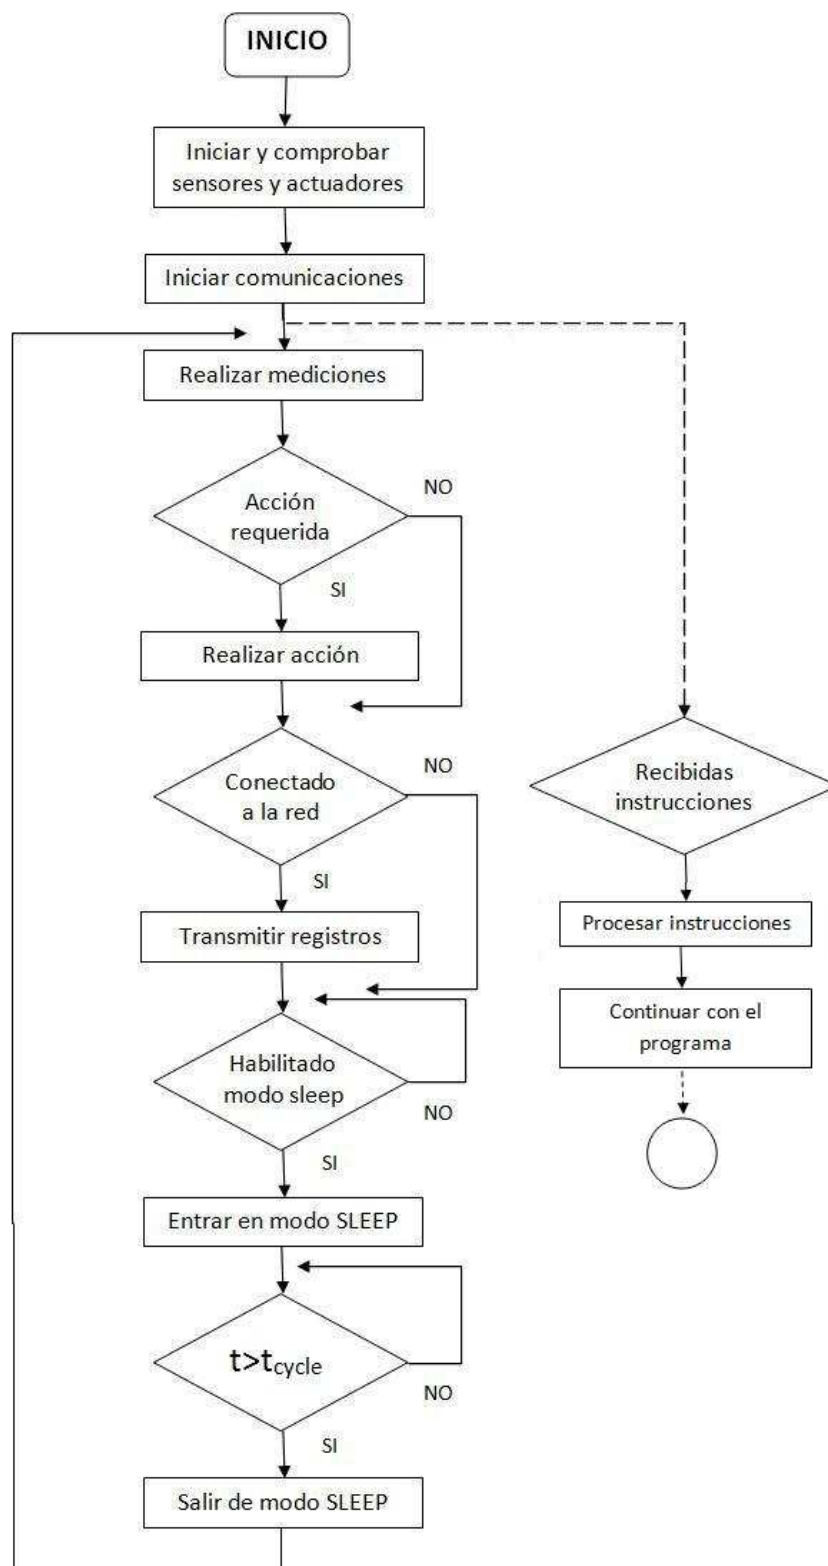 INICIO
Iniciar y comprobar
sensores y actuadores
Iniciar comunicaciones
Realizar mediciones
Acción
requerida
NO
SI
Realizar acción
Conectado
a la red
NO
SI
Transmitir registros
Habilitado
modo sleep
NO
SI
Entrar en modo SLEEP
t>tcycle
NO
SI
Salir de modo SLEEP
Recibidas
instrucciones
Procesar instrucciones
Continuar con el
programa